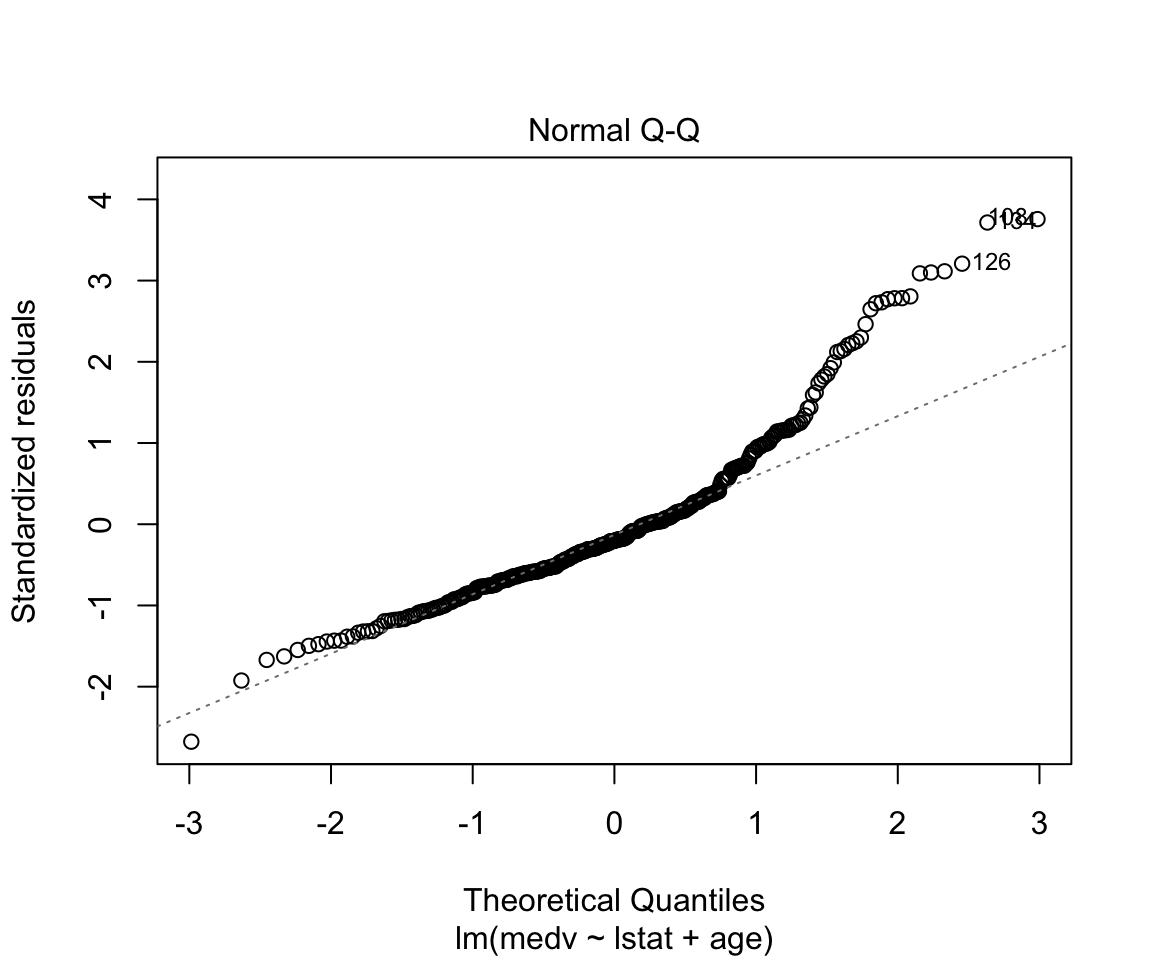 Normal Q-Q
Standardized residuals
4
3
2
1
0
-1
-2
126
-3 -2 -1 0 1 2 3
Theoretical Quantiles
lm(medv ~ lstat + age)